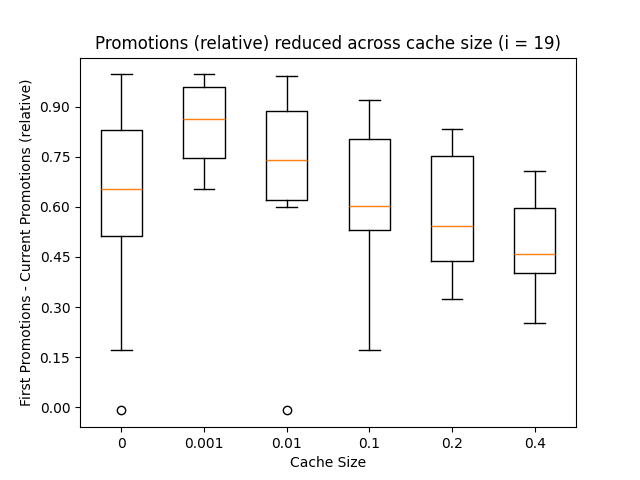 Promotions (relative) reduced across cache size (i = 19)
First Promotions - Current Promotions (relative)
0.90
0.75
0.60
0.45
0.30
0.15
0.00
0 0.001 0.01 0.1 0.2 0.4
Cache Size